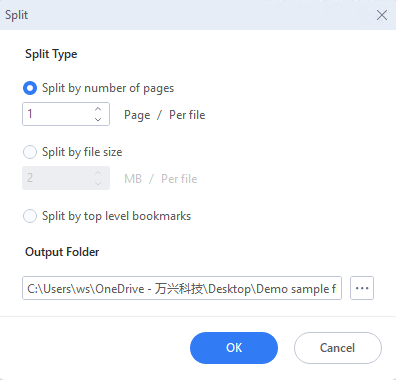 Split
Split Type
Split by number of pages
1 Page / Per file
Split by file size
2 MB / Per file
Split by top level bookmarks
Output Folder
C:\Users\ws\OneDrive - 万兴科技\Desktop\Demo sample f ...
OK Cancel